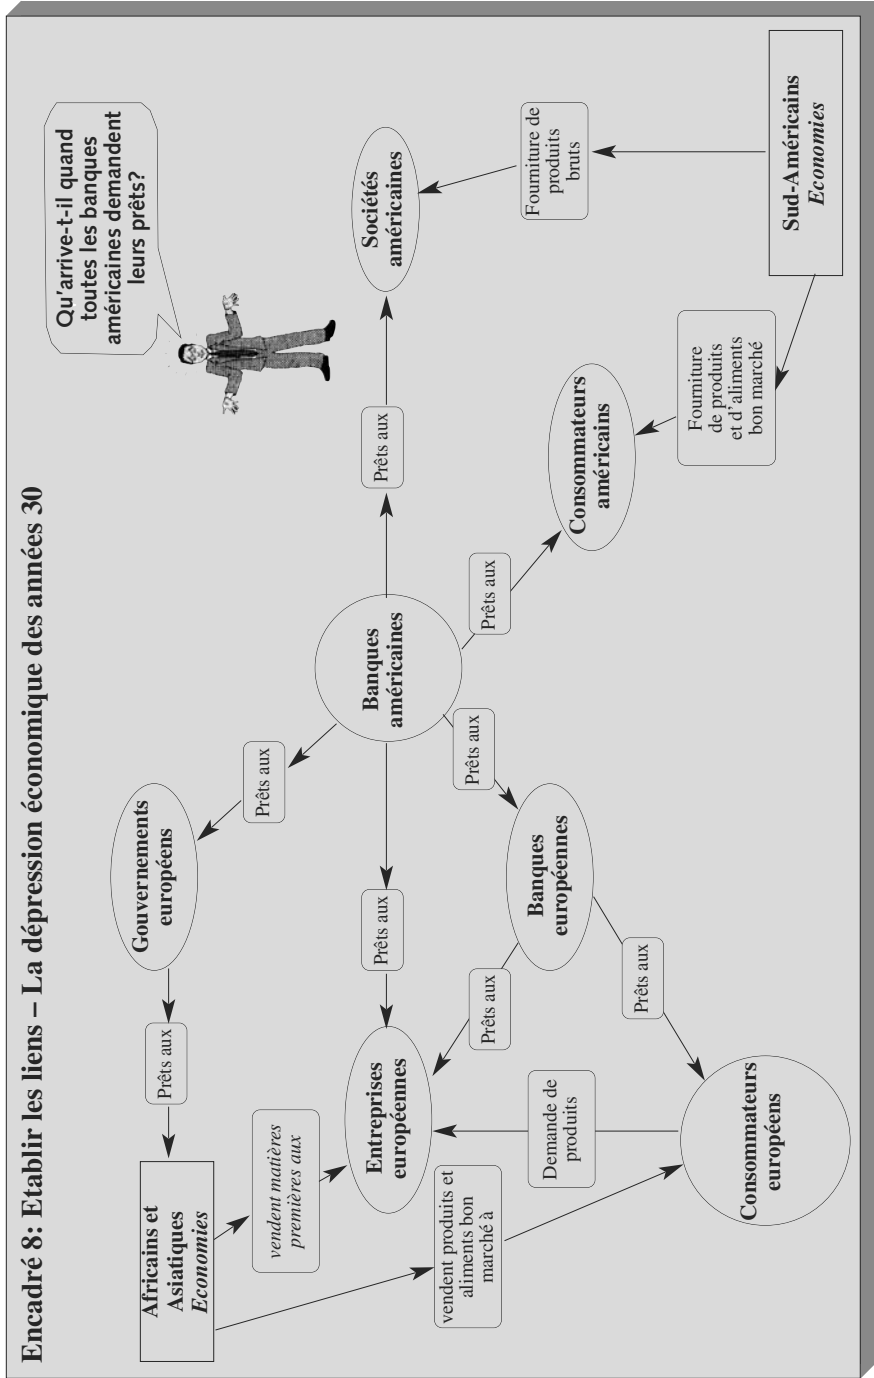 Encadré 8: Etablir les liens – La dépression économique des années 30
Qu'arrive-t-il quand
toutes les banques
américaines demandent
leurs prêts?
Gouvernements
européens
Prêts aux
Prêts aux
Africains et
Asiatiques
Economies
vendent matières
premières aux
Entreprises
européennes
Prêts aux
Banques
américaines
Prêts aux
Sociétés
américaines
Fourniture de
produits
bruts
Prêts aux
Prêts aux
Banques
européennes
Prêts aux
Prêts aux
Consommateurs
américains
Fourniture
de produits
et d'aliments
bon marché
Sud-Américains
Economies
vendent produits et
aliments bon
marché à
Demande de
produits
Consommateurs
européens